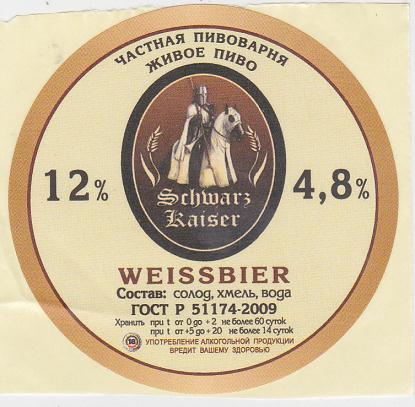 ЧАСТНАЯ ПИВОВАРНЯ
ЖИВОЕ ПИВО
12% 4,8%
Schwarz
Kaiser
WEISSBIER
Состав: солод, хмель, вода
ГОСТ Р 51174-2009
Хранить при t от 0 до +2 не более 60 суток
при t от +5 до +20 не более 14 суток
18 УПОТРЕБЛЕНИЕ АЛКОГОЛЬНОЙ ПРОДУКЦИИ
ВРЕДИТ ВАШЕМУ ЗДОРОВЬЮ